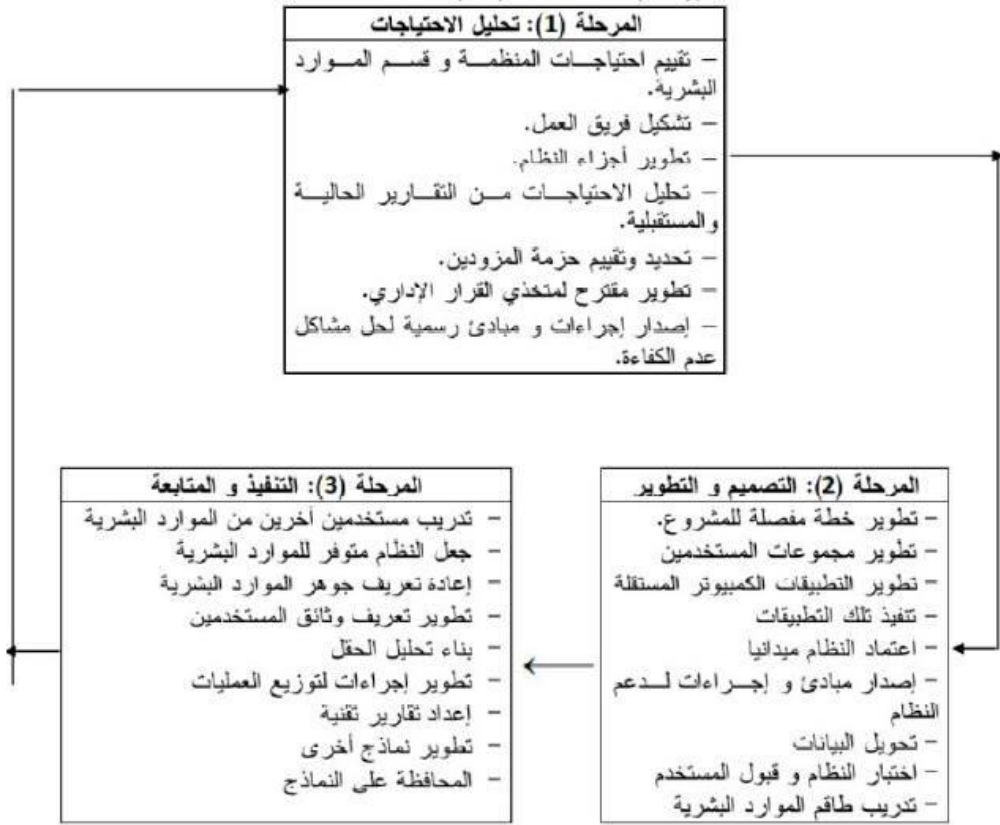 المرحلة (1): تحليل الاحتياجات
– تقييم احتياجات المنظمة و قسم الموارد
البشرية.
– تشكيل فريق العمل.
– تطوير أجزاء النظام.
– تحليل الاحتياجات من التقارير الحالية
والمستقبلية.
– تحديد وتقييم حزمة المزودين.
– تطوير مقترح لمتخذي القرار الإداري.
– إصدار إجراءات و مبادئ رسمية لحل مشاكل
عدم الكفاءة.
المرحلة (2): التصميم و التطوير
– تطوير خطة مفصلة للمشروع.
– تطوير مجموعات المستخدمين
– تطوير التطبيقات الكمبيوتر المستقلة
– تنفيذ تلك التطبيقات
– اعتماد النظام ميدانيا
– إصدار مبادئ و إجراءات لدعم
النظام
– تحويل البيانات
– اختبار النظام و قبول المستخدم
– تدريب طاقم الموارد البشرية
المرحلة (3): التنفيذ و المتابعة
– تدريب مستخدمين أخرين من الموارد البشرية
– جعل النظام متوفر للموارد البشرية
– إعادة تعريف جوهر الموارد البشرية
– تطوير تعريف وثائق المستخدمين
– بناء تحليل الحقل
– تطوير إجراءات لتوزيع العمليات
– إعداد تقارير تقنية
– تطوير نماذج أخرى
– المحافظة على النماذج